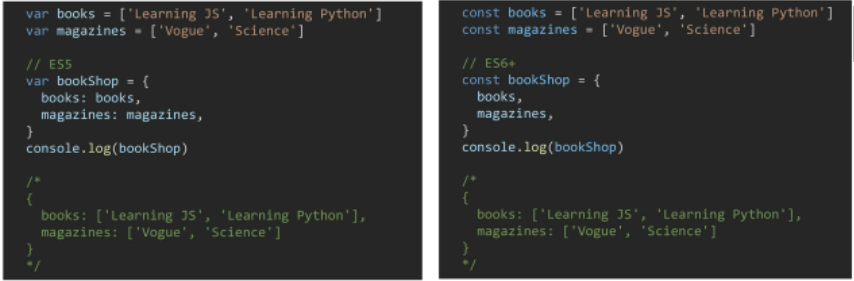 var books = ['Learning JS', 'Learning Python']
var magazines = ['Vogue', 'Science']

// ES5
var bookShop = {
  books: books,
  magazines: magazines,
}
console.log(bookShop)

/*
{
  books: ['Learning JS', 'Learning Python'],
  magazines: ['Vogue', 'Science']
}
*/

const books = ['Learning JS', 'Learning Python']
const magazines = ['Vogue', 'Science']

// ES6+
const bookShop = {
  books,
  magazines,
}
console.log(bookShop)

/*
{
  books: ['Learning JS', 'Learning Python'],
  magazines: ['Vogue', 'Science']
}
*/